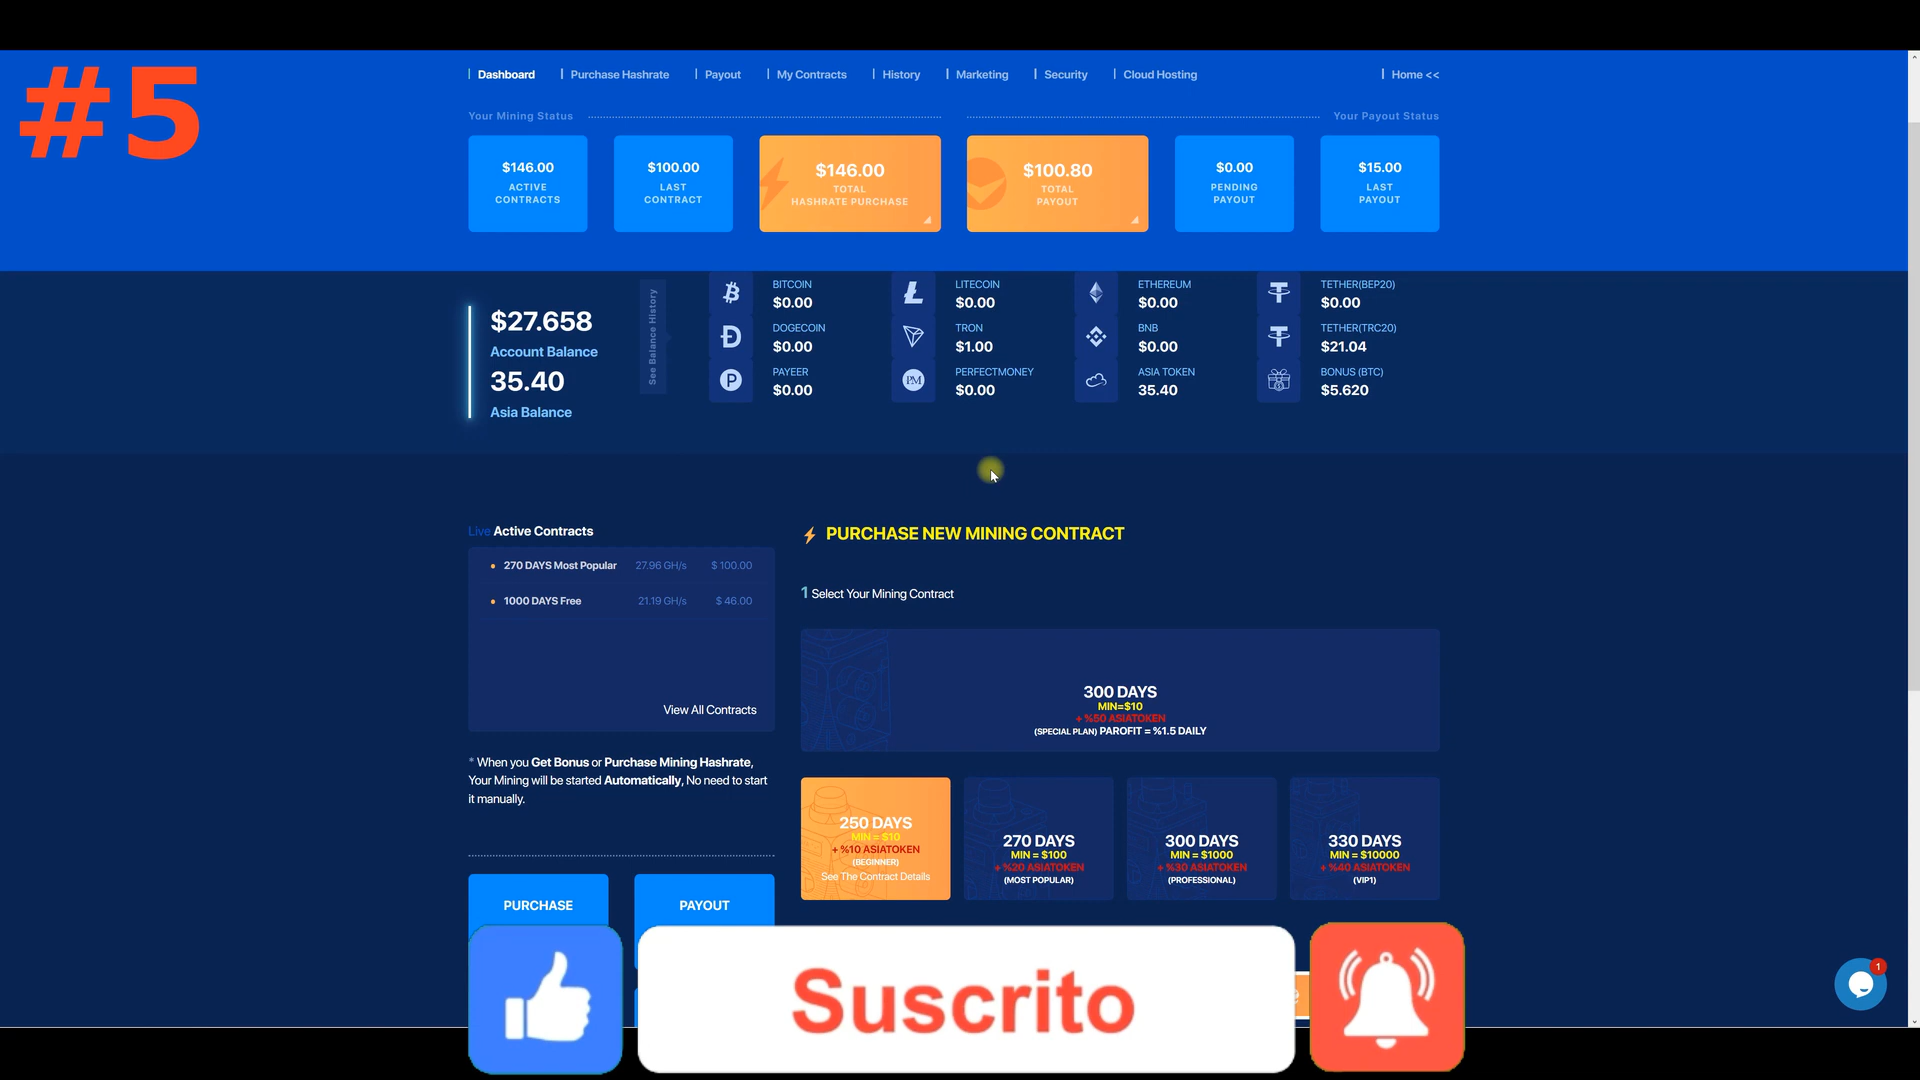 #5
Dashboard
Purchase Hashrate
Payout
My Contracts
History
Marketing
Security
Cloud Hosting
Home <<
Your Mining Status
Your Payout Status
$146.00
ACTIVE
CONTRACTS
$100.00
LAST
CONTRACT
$146.00
TOTAL
HASHRATE PURCHASE
$100.80
TOTAL
PAYOUT
$0.00
PENDING
PAYOUT
$15.00
LAST
PAYOUT
$27.658
Account Balance
35.40
Asia Balance
See Balance History
BITCOIN
$0.00
LITECOIN
$0.00
ETHEREUM
$0.00
TETHER(BEP20)
$0.00
DOGECOIN
$0.00
TRON
$1.00
BNB
$0.00
TETHER(TRC20)
$21.04
PAYEER
$0.00
PM
PERFECTMONEY
$0.00
ASIA TOKEN
35.40
BONUS (BTC)
$5.620
Live Active Contracts
270 DAYS Most Popular 27.96 GH/s $ 100.00
1000 DAYS Free 21.19 GH/s $ 46.00
View All Contracts
* When you Get Bonus or Purchase Mining Hashrate,
Your Mining will be started Automatically, No need to start
it manually.
PURCHASE
PAYOUT
PURCHASE NEW MINING CONTRACT
1 Select Your Mining Contract
300 DAYS
MIN=$10
+ %50 ASIATOKEN
(SPECIAL PLAN) PAROFIT = %1.5 DAILY
250 DAYS
MIN = $10
+ %10 ASIATOKEN
(BEGINNER)
See The Contract Details
270 DAYS
MIN = $100
+ %20 ASIATOKEN
(MOST POPULAR)
300 DAYS
MIN = $1000
+ %30 ASIATOKEN
(PROFESSIONAL)
330 DAYS
MIN = $10000
+ %40 ASIATOKEN
(VIP1)
Suscrito
1